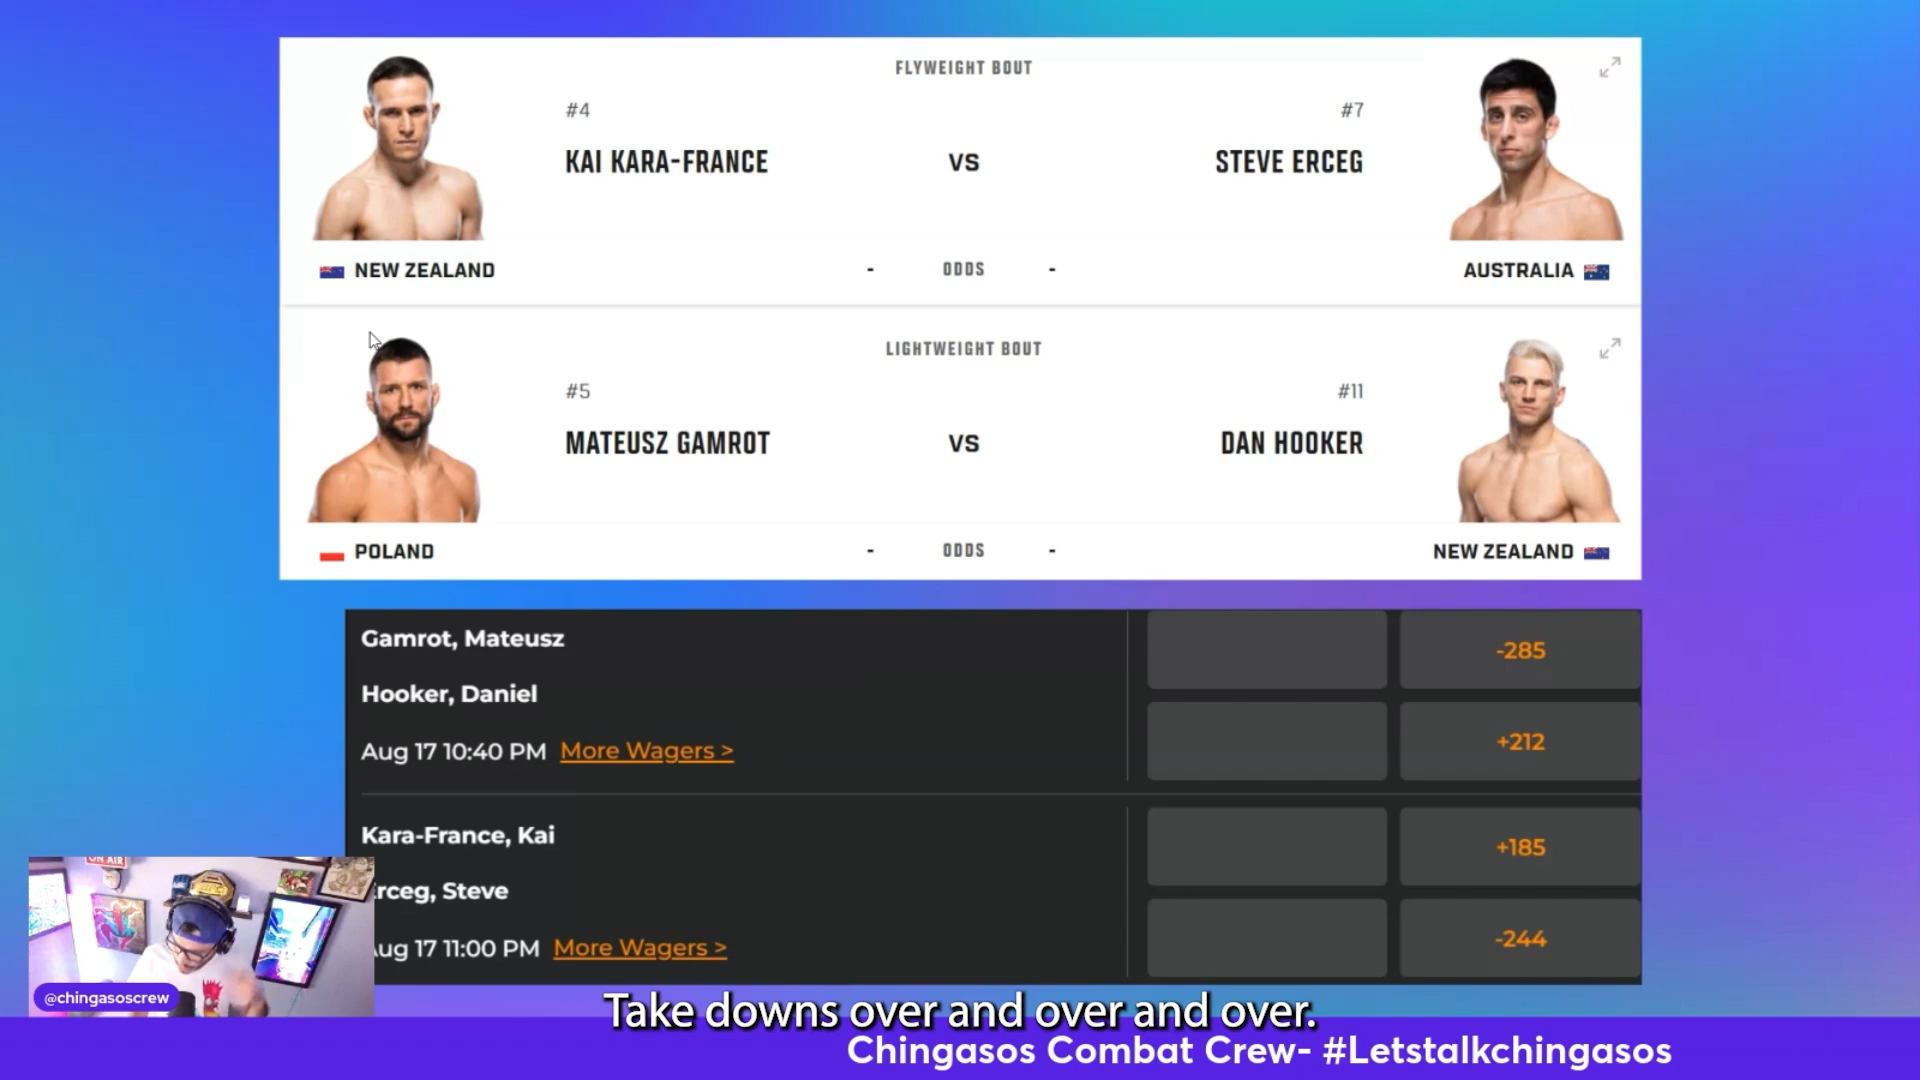 FLYWEIGHT BOUT
#4 #7
KAI KARA-FRANCE VS STEVE ERCEG
NEW ZEALAND - ODDS - AUSTRALIA
LIGHTWEIGHT BOUT
#5 #11
MATEUSZ GAMROT VS DAN HOOKER
POLAND - ODDS - NEW ZEALAND
Gamrot, Mateusz -285
Hooker, Daniel +212
Aug 17 10:40 PM More Wagers >
Kara-France, Kai +185
rceg, Steve -244
ug 17 11:00 PM More Wagers >
ON AIR
@chingasoscrew
Take downs over and over and over.
Chingasos Combat Crew- #Letstalkchingasos